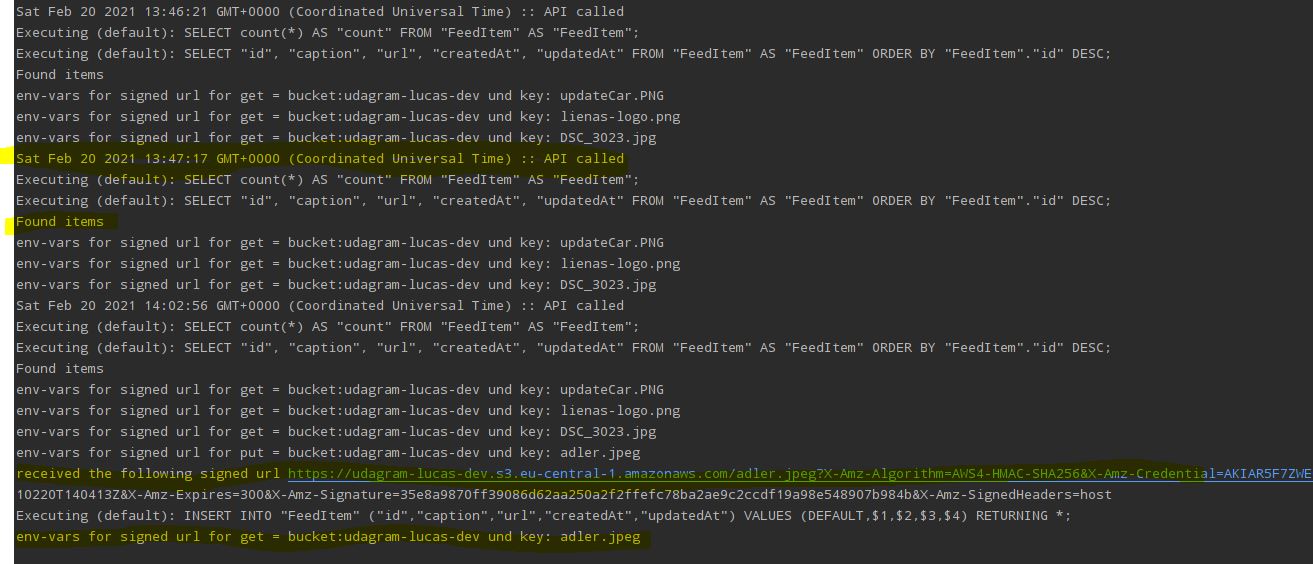 Sat Feb 20 2021 13:46:21 GMT+0000 (Coordinated Universal Time) :: API called
Executing (default): SELECT count(*) AS "count" FROM "FeedItem" AS "FeedItem";
Executing (default): SELECT "id", "caption", "url", "createdAt", "updatedAt" FROM "FeedItem" AS "FeedItem" ORDER BY "FeedItem"."id" DESC;
Found items
env-vars for signed url for get = bucket:udagram-lucas-dev und key: updateCar.PNG
env-vars for signed url for get = bucket:udagram-lucas-dev und key: lienas-logo.png
env-vars for signed url for get = bucket:udagram-lucas-dev und key: DSC_3023.jpg
Sat Feb 20 2021 13:47:17 GMT+0000 (Coordinated Universal Time) :: API called
Executing (default): SELECT count(*) AS "count" FROM "FeedItem" AS "FeedItem";
Executing (default): SELECT "id", "caption", "url", "createdAt", "updatedAt" FROM "FeedItem" AS "FeedItem" ORDER BY "FeedItem"."id" DESC;
Found items
env-vars for signed url for get = bucket:udagram-lucas-dev und key: updateCar.PNG
env-vars for signed url for get = bucket:udagram-lucas-dev und key: lienas-logo.png
env-vars for signed url for get = bucket:udagram-lucas-dev und key: DSC_3023.jpg
Sat Feb 20 2021 14:02:56 GMT+0000 (Coordinated Universal Time) :: API called
Executing (default): SELECT count(*) AS "count" FROM "FeedItem" AS "FeedItem";
Executing (default): SELECT "id", "caption", "url", "createdAt", "updatedAt" FROM "FeedItem" AS "FeedItem" ORDER BY "FeedItem"."id" DESC;
Found items
env-vars for signed url for get = bucket:udagram-lucas-dev und key: updateCar.PNG
env-vars for signed url for get = bucket:udagram-lucas-dev und key: lienas-logo.png
env-vars for signed url for get = bucket:udagram-lucas-dev und key: DSC_3023.jpg
env-vars for signed url for put = bucket:udagram-lucas-dev und key: adler.jpeg
received the following signed url https://udagram-lucas-dev.s3.eu-central-1.amazonaws.com/adler.jpeg?X-Amz-Algorithm=AWS4-HMAC-SHA256&X-Amz-Credential=AKIAR5F7ZWE
10220T140413Z&X-Amz-Expires=300&X-Amz-Signature=35e8a9870ff39086d62aa250a2f2ffefc78ba2ae9c2ccdf19a98e548907b984b&X-Amz-SignedHeaders=host
Executing (default): INSERT INTO "FeedItem" ("id","caption","url","createdAt","updatedAt") VALUES (DEFAULT,$1,$2,$3,$4) RETURNING *;
env-vars for signed url for get = bucket:udagram-lucas-dev und key: adler.jpeg